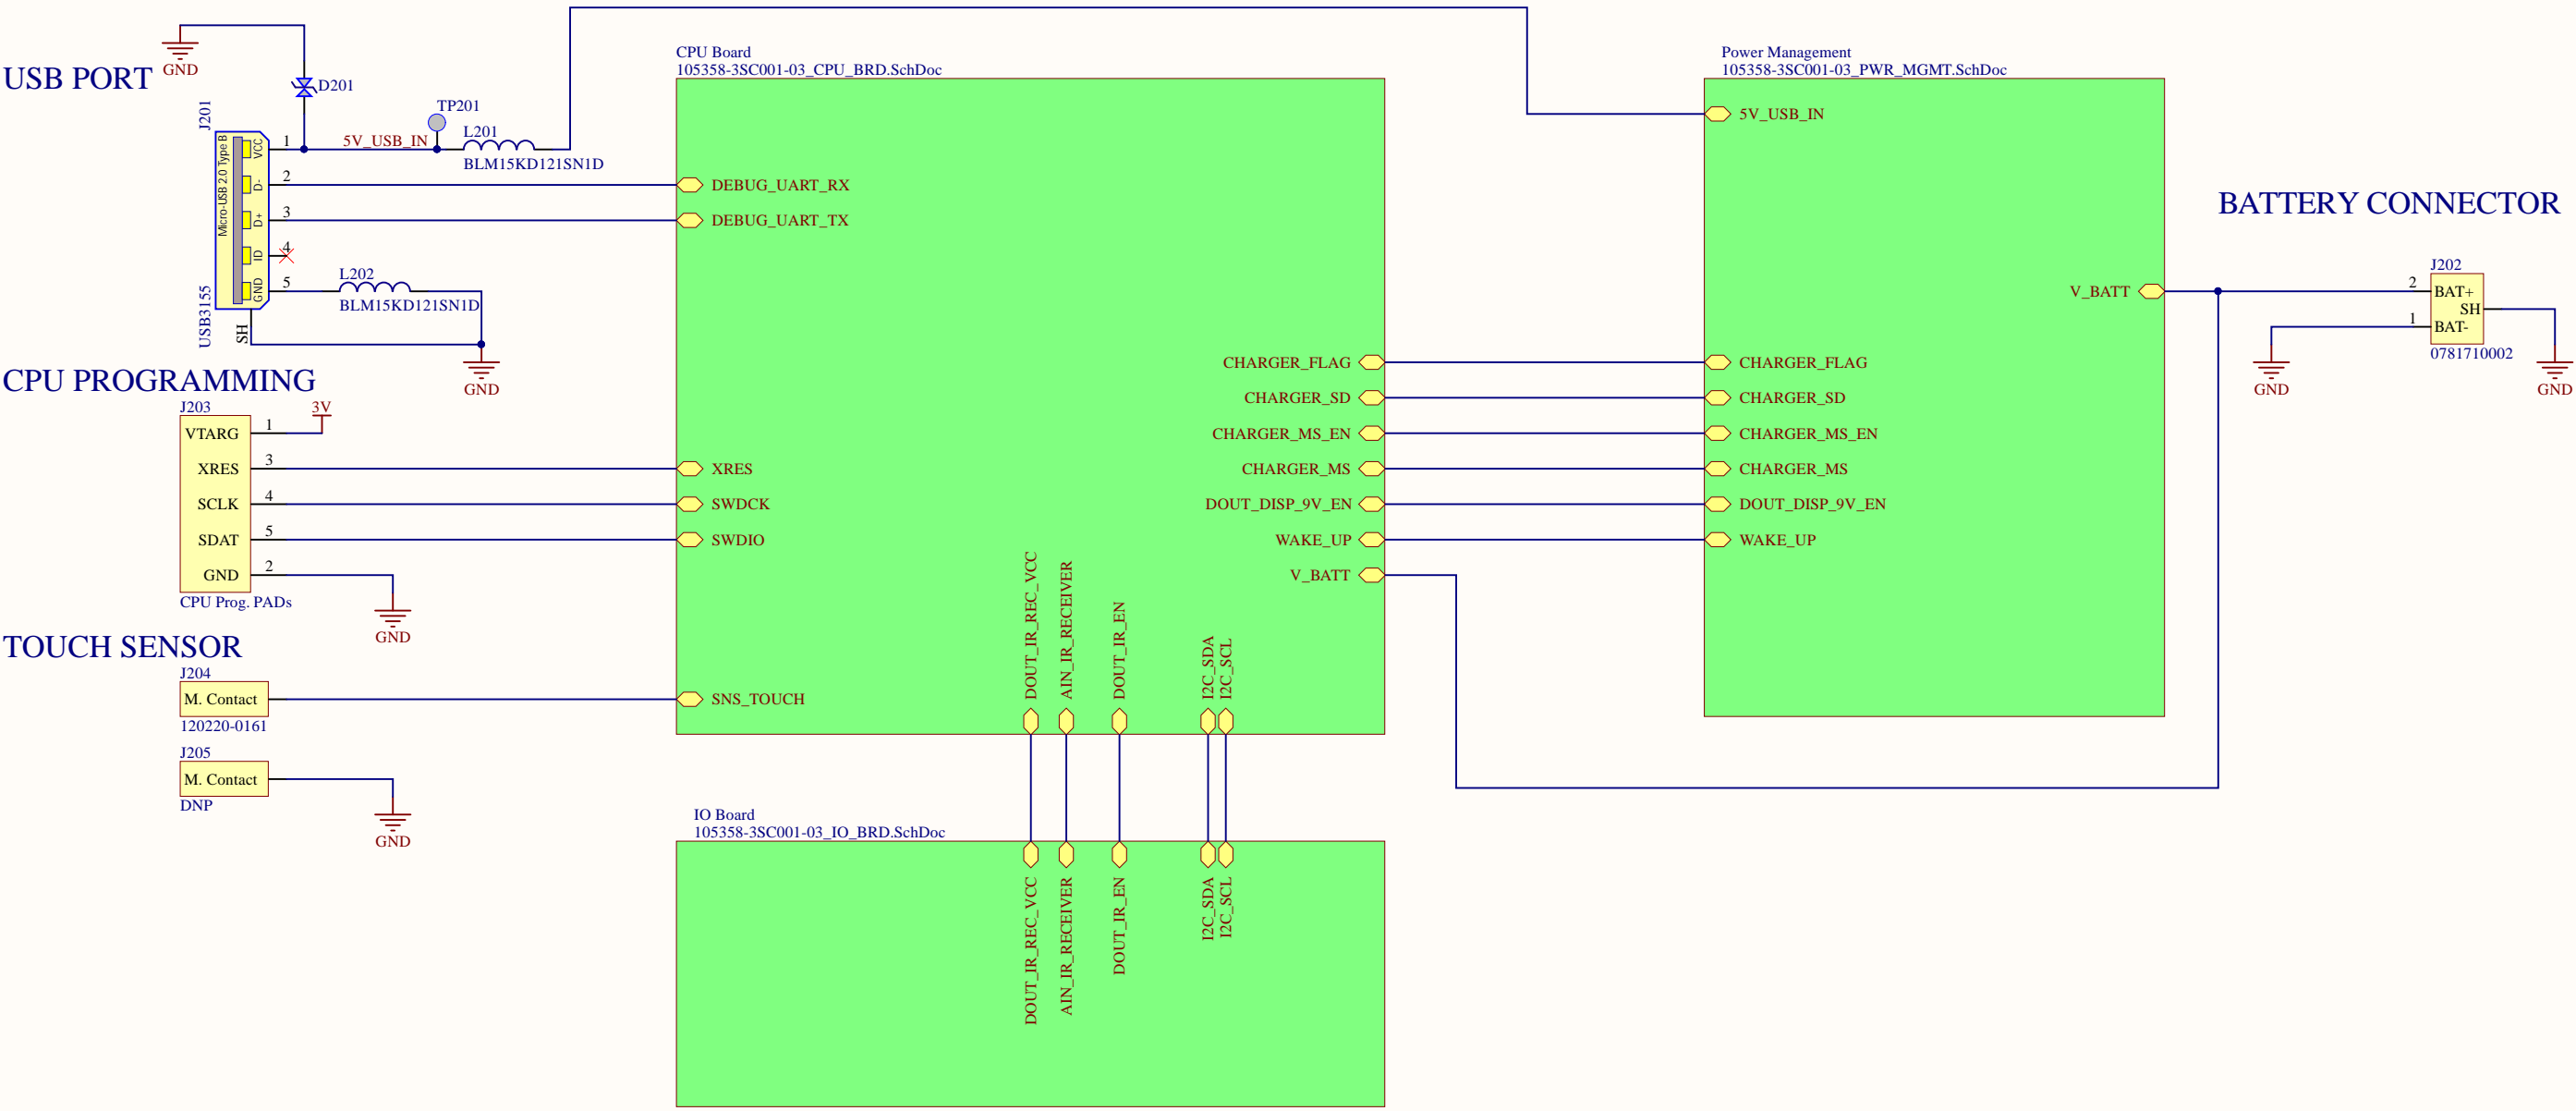 USB PORT
GND
D201
J201
TP201
5V_USB_IN
L201
BLM15KD121SN1D
Micro-USB 2.0 Type B
VCC
1
D-
2
D+
3
ID
4
GND
5
SH
USB3155
L202
BLM15KD121SN1D
GND
CPU PROGRAMMING
J203
3V
VTARG
1
XRES
3
SCLK
4
SDAT
5
GND
2
CPU Prog. PADs
GND
TOUCH SENSOR
J204
M. Contact
120220-0161
J205
M. Contact
DNP
GND
CPU Board
105358-3SC001-03_CPU_BRD.SchDoc
DEBUG_UART_RX
DEBUG_UART_TX
XRES
SWDCK
SWDIO
SNS_TOUCH
CHARGER_FLAG
CHARGER_SD
CHARGER_MS_EN
CHARGER_MS
DOUT_DISP_9V_EN
WAKE_UP
V_BATT
DOUT_IR_REC_VCC
AIN_IR_RECEIVER
DOUT_IR_EN
I2C_SDA
I2C_SCL
IO Board
105358-3SC001-03_IO_BRD.SchDoc
DOUT_IR_REC_VCC
AIN_IR_RECEIVER
DOUT_IR_EN
I2C_SDA
I2C_SCL
Power Management
105358-3SC001-03_PWR_MGMT.SchDoc
5V_USB_IN
V_BATT
CHARGER_FLAG
CHARGER_SD
CHARGER_MS_EN
CHARGER_MS
DOUT_DISP_9V_EN
WAKE_UP
BATTERY CONNECTOR
J202
2
BAT+
SH
1
BAT-
0781710002
GND
GND